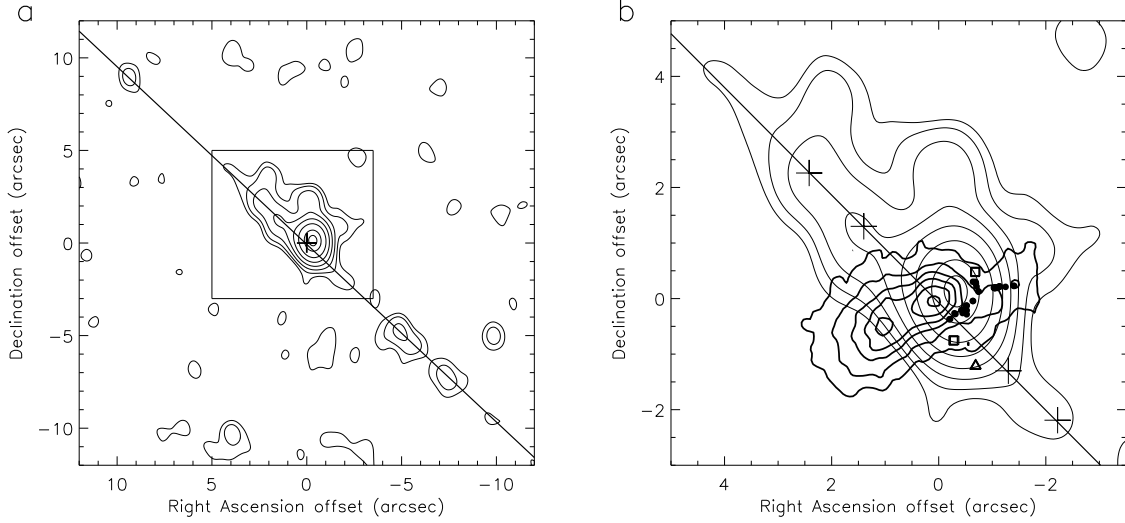 a
10
5
0
−5
−10
Declination offset (arcsec)
10 5 0 −5 −10
Right Ascension offset (arcsec)
b
4
2
0
−2
Declination offset (arcsec)
4 2 0 −2
Right Ascension offset (arcsec)